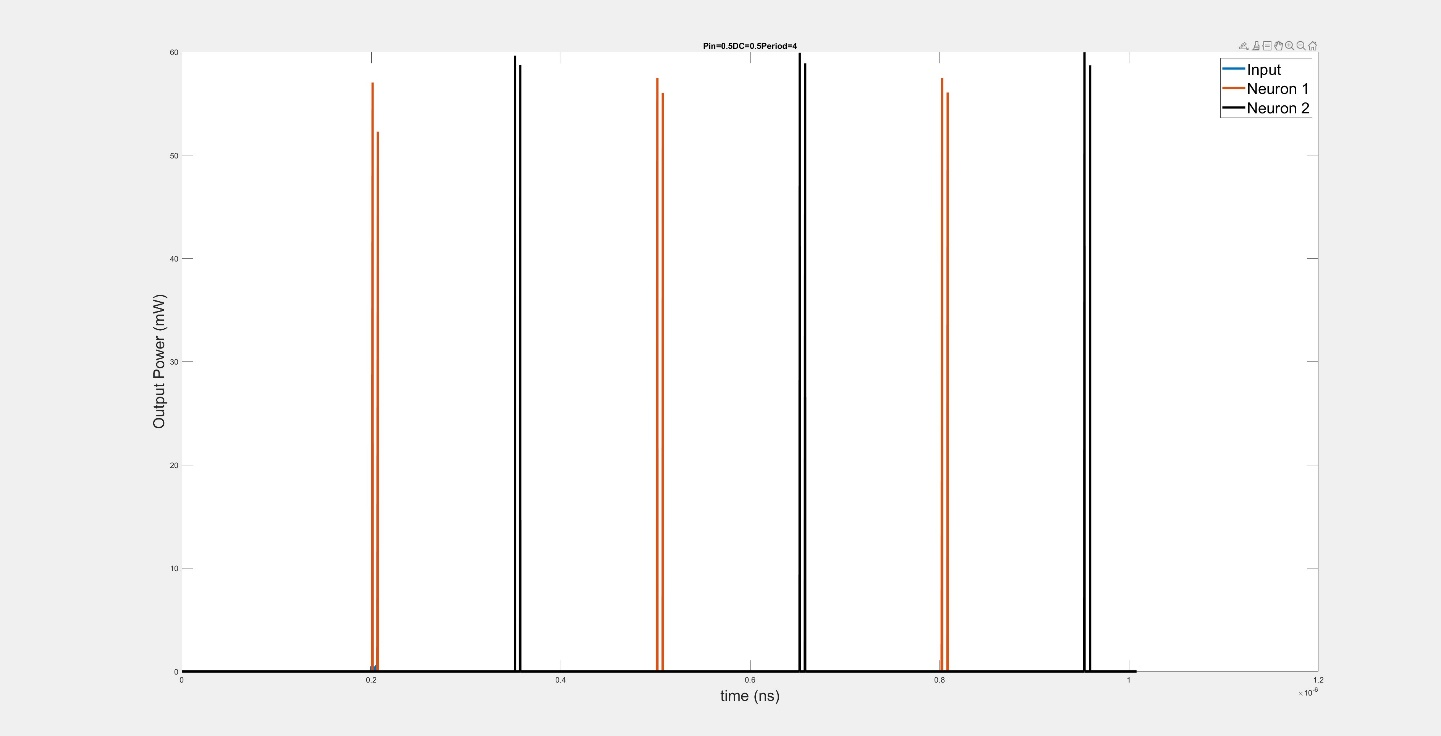 Pin=0.5DC=0.5Period=4
Input
Neuron 1
Neuron 2
Output Power (mW)
60
50
40
30
20
10
0
0 0.2 0.4 0.6 0.8 1 1.2
×10⁻⁶
time (ns)